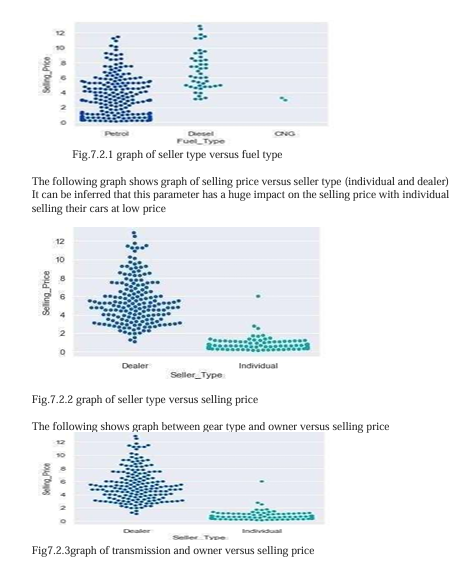 12
10
8
6
4
2
0
Selling_Price
Petrol Diesel CNG
Fuel_Type
Fig.7.2.1 graph of seller type versus fuel type
The following graph shows graph of selling price versus seller type (individual and dealer)
It can be inferred that this parameter has a huge impact on the selling price with individual
selling their cars at low price
12
10
8
6
4
2
0
Selling_Price
Dealer Individual
Seller_Type
Fig.7.2.2 graph of seller type versus selling price
The following shows graph between gear type and owner versus selling price
12
10
8
6
4
2
0
Selling_Price
Dealer Individual
Seller_Type
Fig7.2.3graph of transmission and owner versus selling price